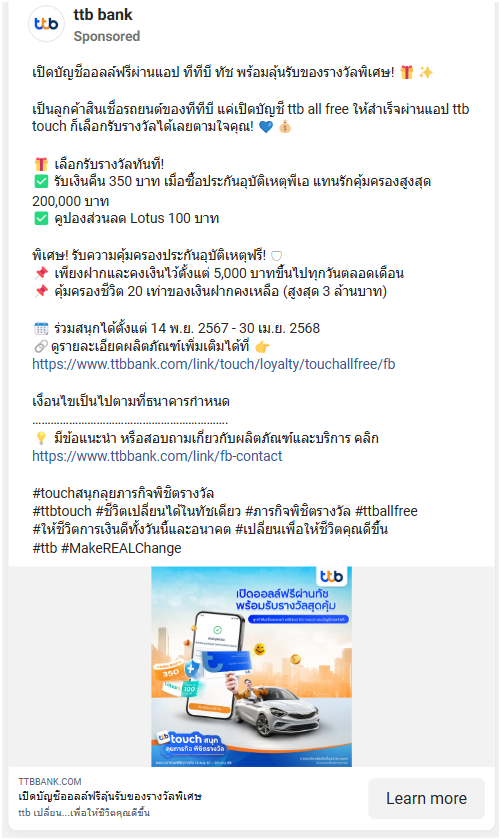 ttb bank
Sponsored
เปิดบัญชีออลล์ฟรีผ่านแอป ทีทีบี ทัช พร้อมลุ้นรับของรางวัลพิเศษ! 🎁 ✨
เป็นลูกค้าสินเชื่อรถยนต์ของทีทีบี แค่เปิดบัญชี ttb all free ให้สำเร็จผ่านแอป ttb
touch ก็เลือกรับรางวัลได้เลยตามใจคุณ! 💙 💰
🎁 เลือกรับรางวัลทันที!
✅ รับเงินคืน 350 บาท เมื่อซื้อประกันอุบัติเหตุพีเอ แทนรักคุ้มครองสูงสุด
200,000 บาท
✅ คูปองส่วนลด Lotus 100 บาท
พิเศษ! รับความคุ้มครองประกันอุบัติเหตุฟรี! 🛡
📌 เพียงฝากและคงเงินไว้ตั้งแต่ 5,000 บาทขึ้นไปทุกวันตลอดเดือน
📌 คุ้มครองชีวิต 20 เท่าของเงินฝากคงเหลือ (สูงสุด 3 ล้านบาท)
🗓 ร่วมสนุกได้ตั้งแต่ 14 พ.ย. 2567 - 30 เม.ย. 2568
🔗ดูรายละเอียดผลิตภัณฑ์เพิ่มเติมได้ที่ 👉
https://www.ttbbank.com/link/touch/loyalty/touchallfree/fb
เงื่อนไขเป็นไปตามที่ธนาคารกำหนด
................................................................
💡 มีข้อแนะนำ หรือสอบถามเกี่ยวกับผลิตภัณฑ์และบริการ คลิก
https://www.ttbbank.com/link/fb-contact
#touchสนุกลุยภารกิจพิชิตรางวัล
#ttbtouch #ชีวิตเปลี่ยนได้ในทัชเดียว #ภารกิจพิชิตรางวัล #ttballfree
#ให้ชีวิตการเงินดีทั้งวันนี้และอนาคต #เปลี่ยนเพื่อให้ชีวิตคุณดีขึ้น
#ttb #MakeREALChange
ttb
เปิดออลล์ฟรีผ่านทัช
พร้อมรับรางวัลสุดคุ้ม
350
100
ttb touch สนุก
ลุยภารกิจ พิชิตรางวัล
TTBBANK.COM
เปิดบัญชีออลล์ฟรีลุ้นรับของรางวัลพิเศษ
ttb เปลี่ยน...เพื่อให้ชีวิตคุณดีขึ้น
Learn more